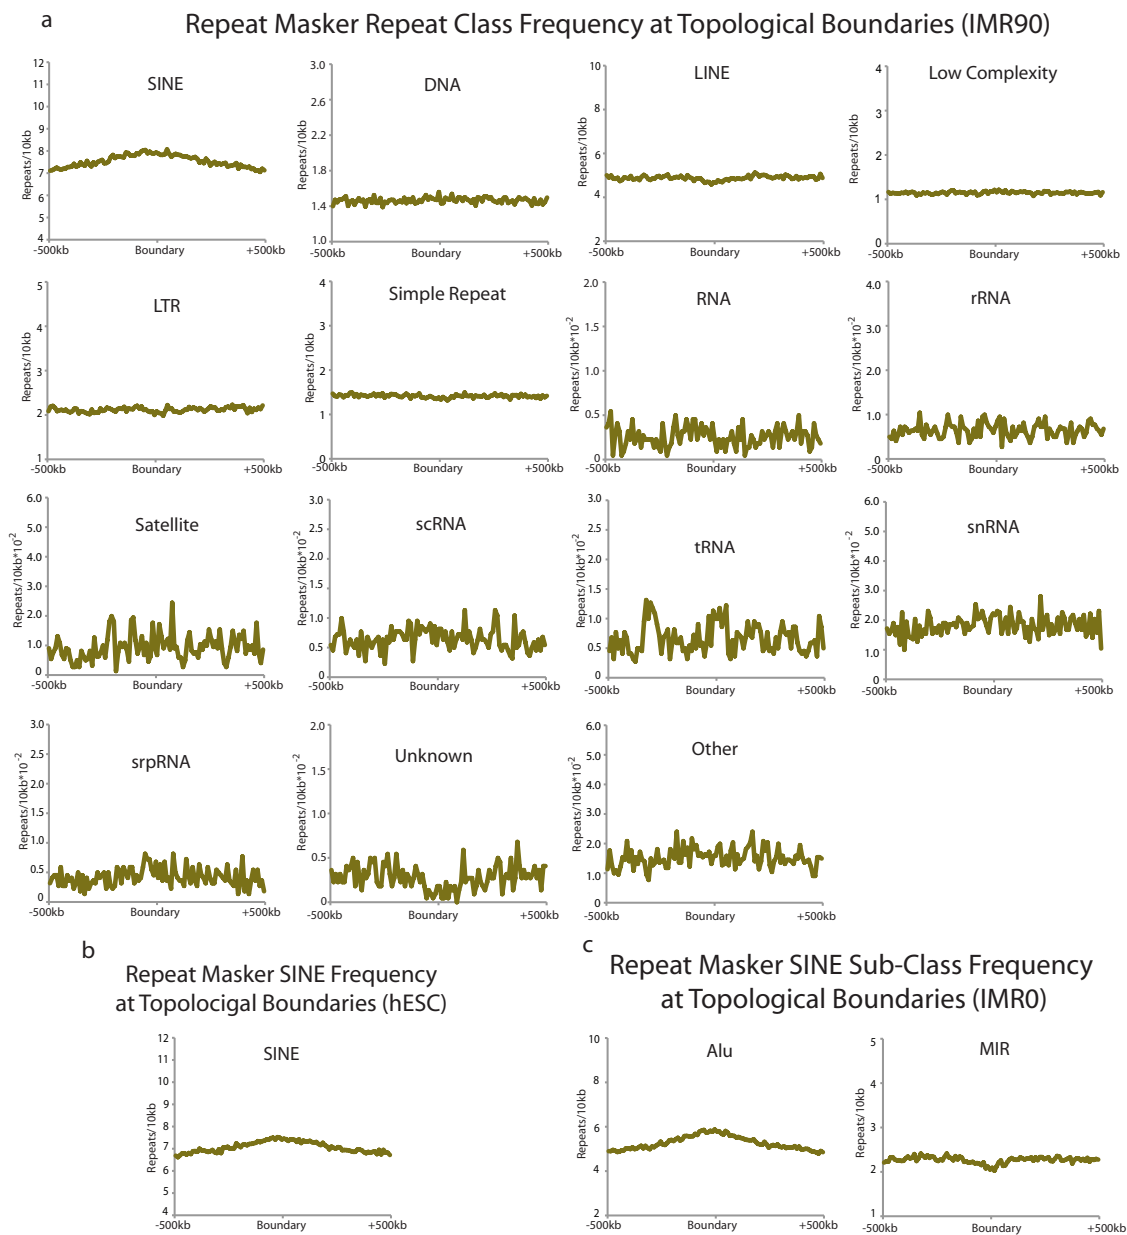 a
Repeat Masker Repeat Class Frequency at Topological Boundaries (IMR90)
SINE
Repeats/10kb
12
11
10
9
8
7
6
5
4
-500kb Boundary +500kb
DNA
Repeats/10kb
3.0
2.6
2.2
1.8
1.4
1.0
-500kb Boundary +500kb
LINE
Repeats/10kb
10
8
6
4
2
-500kb Boundary +500kb
Low Complexity
Repeats/10kb
4
3
2
1
0
-500kb Boundary +500kb
LTR
Repeats/10kb
5
4
3
2
1
-500kb Boundary +500kb
Simple Repeat
Repeats/10kb
4
3
2
1
0
-500kb Boundary +500kb
RNA
Repeats/10kb*10-2
2.0
1.5
1.0
0.5
0
-500kb Boundary +500kb
rRNA
Repeats/10kb*10-2
4.0
3.0
2.0
1.0
0
-500kb Boundary +500kb
Satellite
Repeats/10kb*10-2
6.0
5.0
4.0
3.0
2.0
1.0
0
-500kb Boundary +500kb
scRNA
Repeats/10kb*10-2
3.0
2.5
2.0
1.5
1.0
0.5
0
-500kb Boundary +500kb
tRNA
Repeats/10kb*10-2
3.0
2.5
2.0
1.5
1.0
0.5
0
-500kb Boundary +500kb
snRNA
Repeats/10kb*10-2
6.0
5.0
4.0
3.0
2.0
1.0
0
-500kb Boundary +500kb
srpRNA
Repeats/10kb*10-2
3.0
2.5
2.0
1.5
1.0
0.5
0
-500kb Boundary +500kb
Unknown
Repeats/10kb*10-2
2.0
1.5
1.0
0.5
0
-500kb Boundary +500kb
Other
Repeats/10kb*10-2
6.0
5.0
4.0
3.0
2.0
1.0
0
-500kb Boundary +500kb
b
Repeat Masker SINE Frequency
at Topolocigal Boundaries (hESC)
SINE
Repeats/10kb
12
11
10
9
8
7
6
5
4
-500kb Boundary +500kb
c
Repeat Masker SINE Sub-Class Frequency
at Topological Boundaries (IMR0)
Alu
Repeats/10kb
10
8
6
4
2
-500kb Boundary +500kb
MIR
Repeats/10kb
5
4
3
2
1
-500kb Boundary +500kb